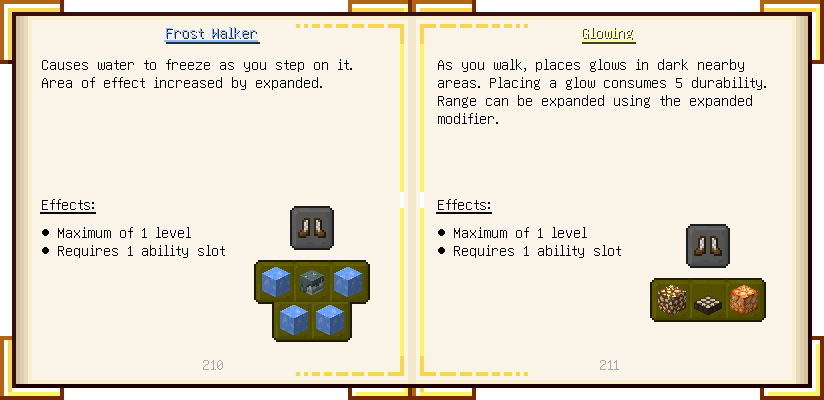 Frost Walker
Causes water to freeze as you step on it.
Area of effect increased by expanded.
Effects:
● Maximum of 1 level
● Requires 1 ability slot
210
Glowing
As you walk, places glows in dark nearby
areas. Placing a glow consumes 5 durability.
Range can be expanded using the expanded
modifier.
Effects:
● Maximum of 1 level
● Requires 1 ability slot
211